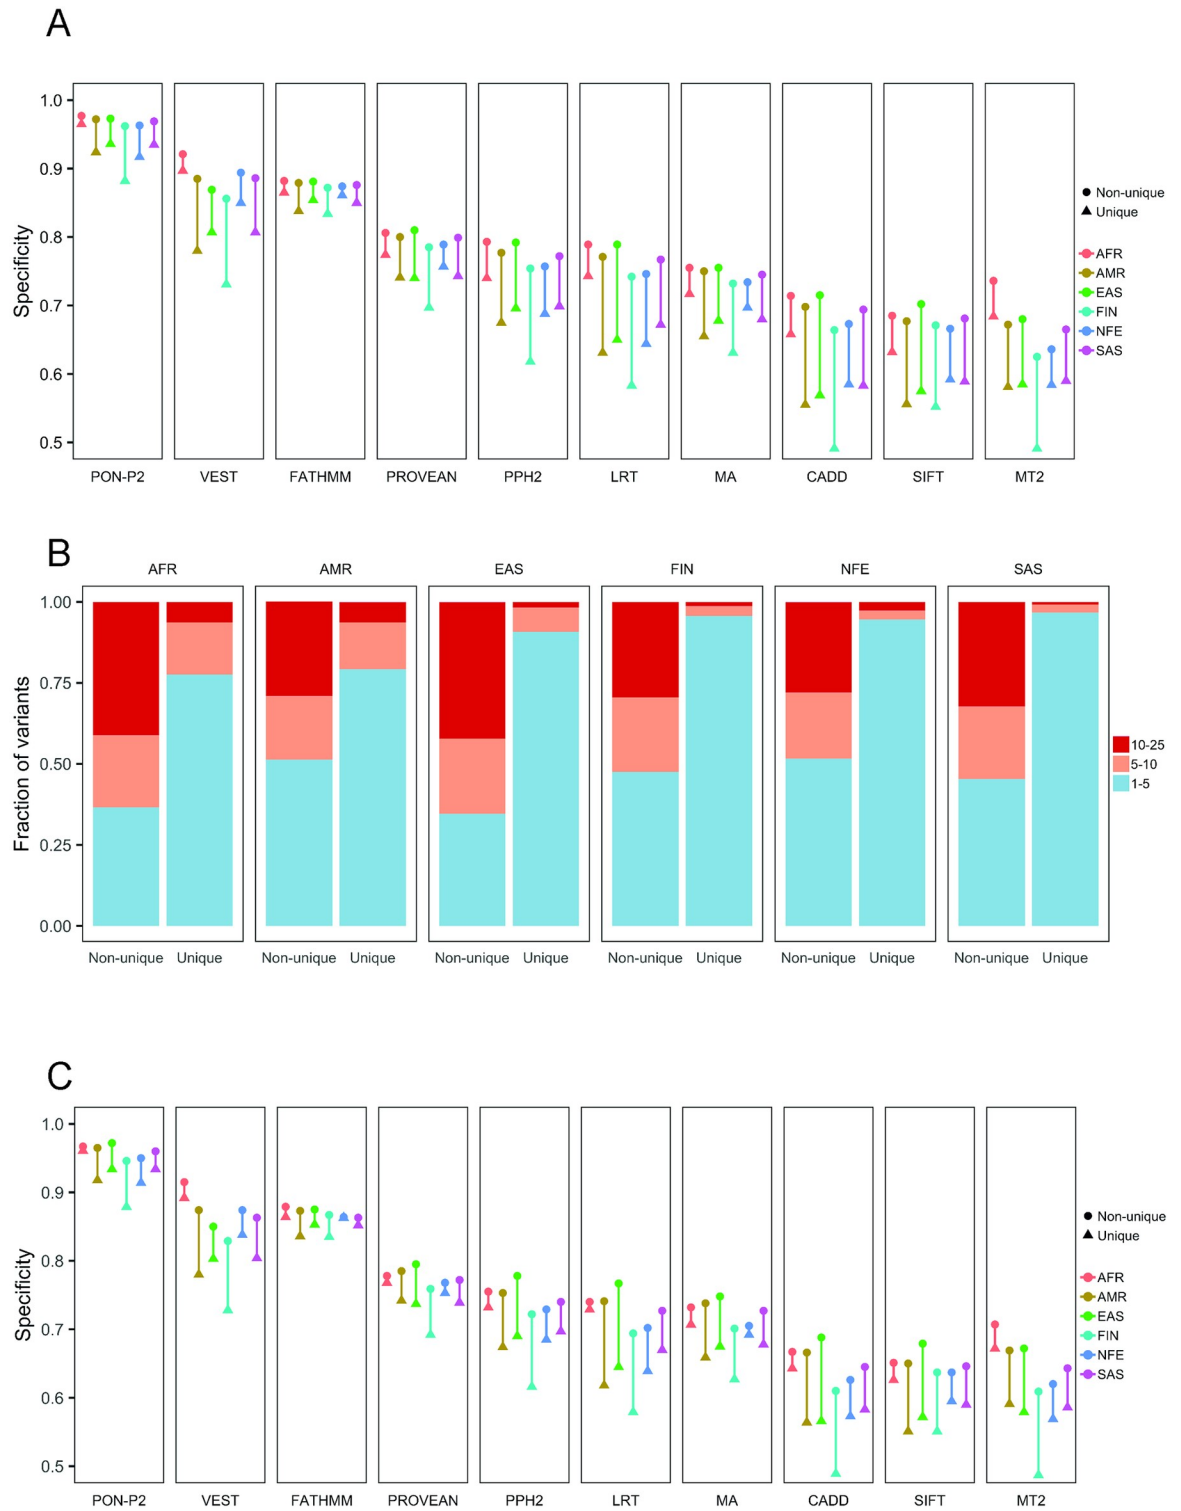 A
Specificity
1.0
0.9
0.8
0.7
0.6
0.5
PON-P2 VEST FATHMM PROVEAN PPH2 LRT MA CADD SIFT MT2
Non-unique
Unique
AFR
AMR
EAS
FIN
NFE
SAS
B
AFR AMR EAS FIN NFE SAS
Fraction of variants
1.00
0.75
0.50
0.25
0.00
Non-unique Unique Non-unique Unique Non-unique Unique Non-unique Unique Non-unique Unique Non-unique Unique
10-25
5-10
1-5
C
Specificity
1.0
0.9
0.8
0.7
0.6
0.5
PON-P2 VEST FATHMM PROVEAN PPH2 LRT MA CADD SIFT MT2
Non-unique
Unique
AFR
AMR
EAS
FIN
NFE
SAS